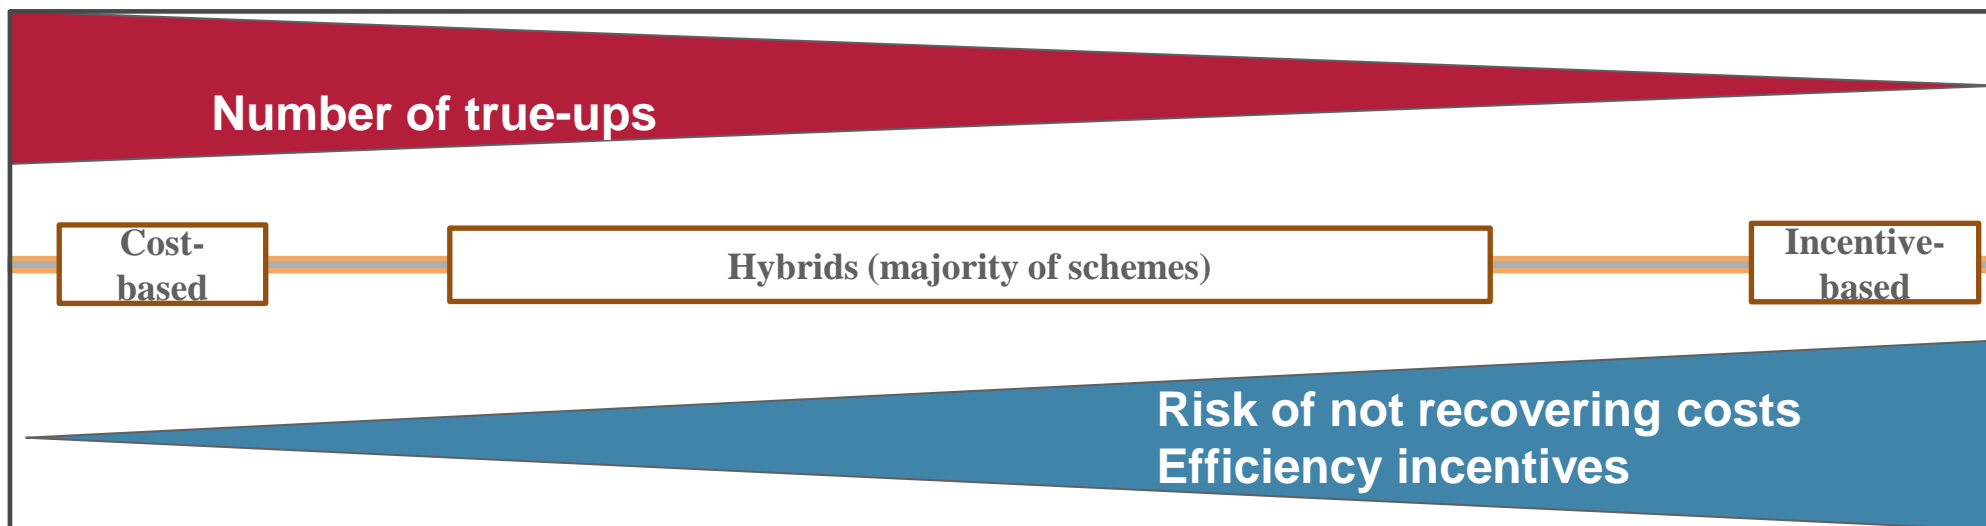 Number of true-ups
Cost-
based
Hybrids (majority of schemes)
Incentive-
based
Risk of not recovering costs
Efficiency incentives